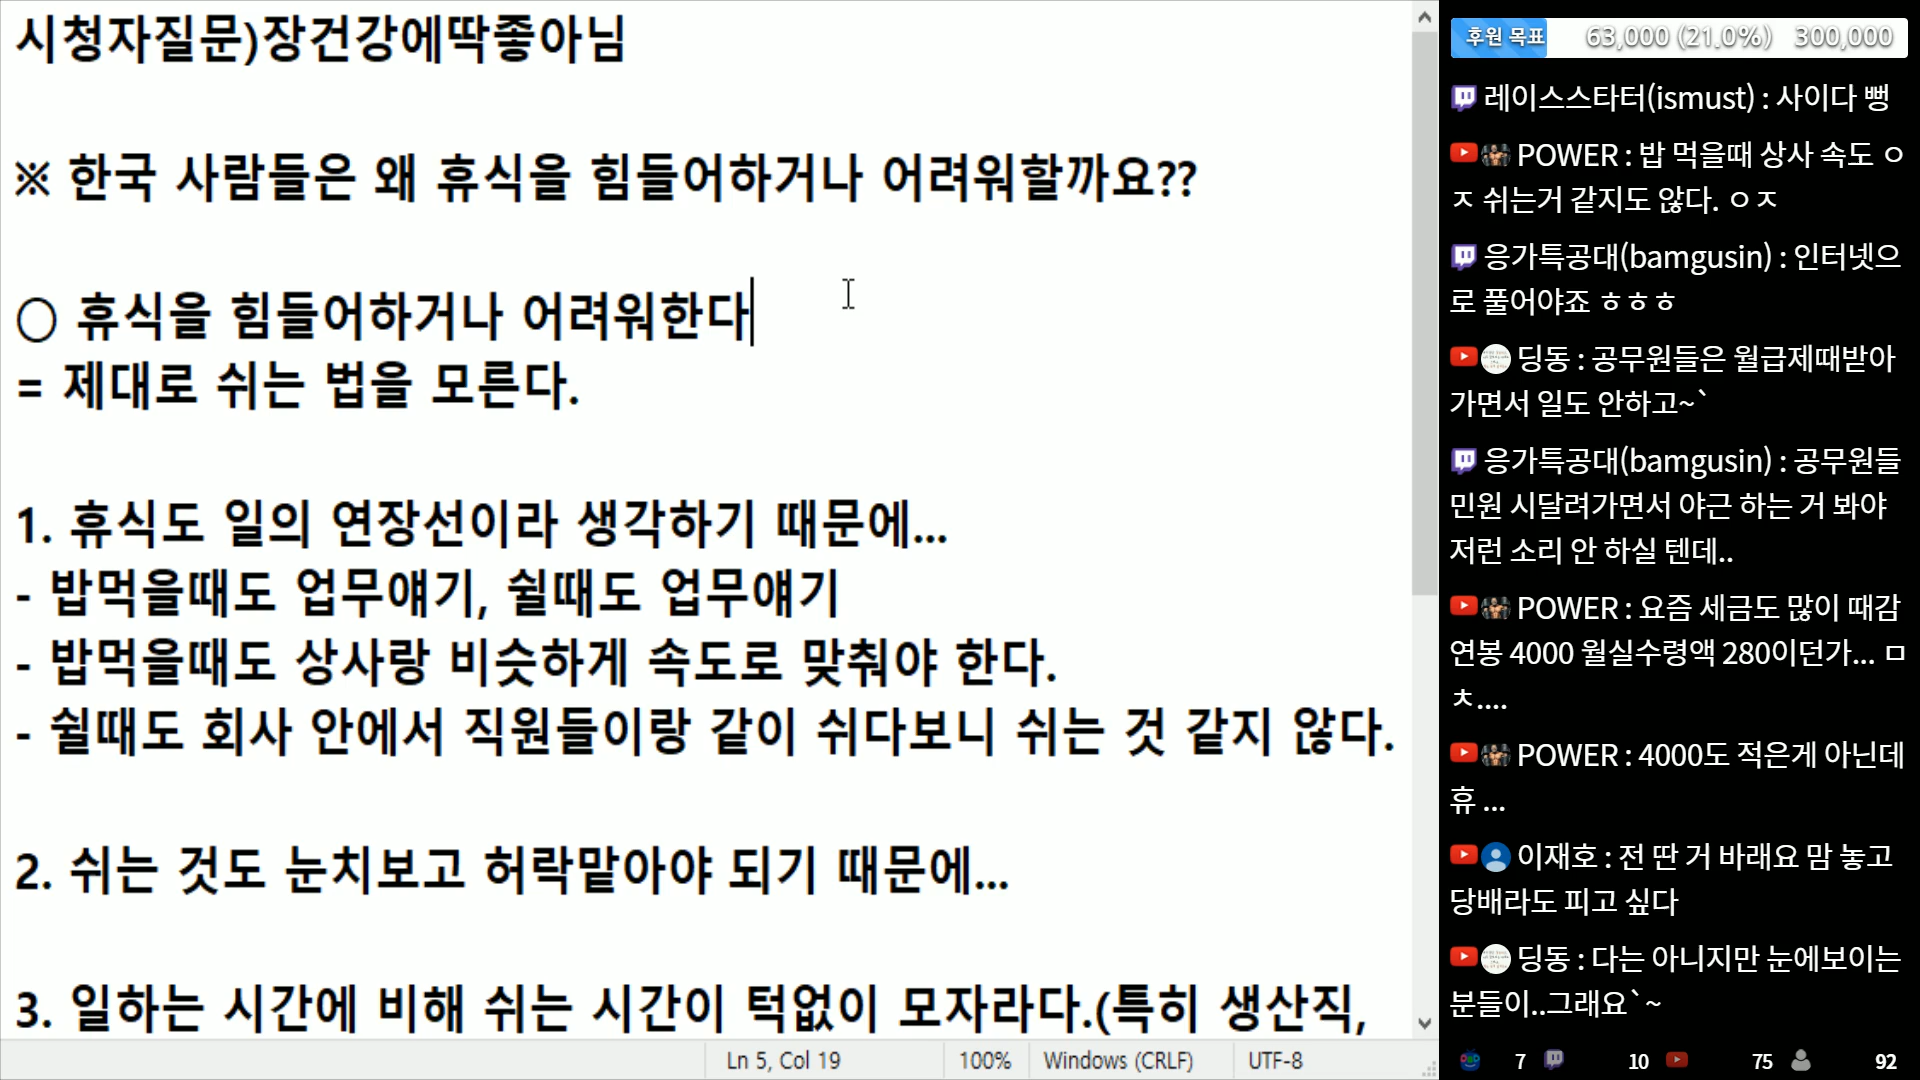 시청자질문)장건강에딱좋아님
※ 한국 사람들은 왜 휴식을 힘들어하거나 어려워할까요??
○ 휴식을 힘들어하거나 어려워한다
= 제대로 쉬는 법을 모른다.
1. 휴식도 일의 연장선이라 생각하기 때문에...
- 밥먹을때도 업무얘기, 쉴때도 업무얘기
- 밥먹을때도 상사랑 비슷하게 속도로 맞춰야 한다.
- 쉴때도 회사 안에서 직원들이랑 같이 쉬다보니 쉬는 것 같지 않다.
2. 쉬는 것도 눈치보고 허락맡아야 되기 때문에...
3. 일하는 시간에 비해 쉬는 시간이 턱없이 모자라다.(특히 생산직,
Ln 5, Col 19
100%
Windows (CRLF)
UTF-8
후원 목표 63,000 (21.0%) 300,000
레이스스타터(ismust) : 사이다 뻥
POWER : 밥 먹을때 상사 속도 ㅇ
ㅈ 쉬는거 같지도 않다. ㅇㅈ
응가특공대(bamgusin) : 인터넷으
로 풀어야죠 ㅎㅎㅎ
딩동 : 공무원들은 월급제때받아
가면서 일도 안하고~`
응가특공대(bamgusin) : 공무원들
민원 시달려가면서 야근 하는 거 봐야
저런 소리 안 하실 텐데..
POWER : 요즘 세금도 많이 때감
연봉 4000 월실수령액 280이던가... ㅁ
ㅊ....
POWER : 4000도 적은게 아닌데
휴 ...
이재호 : 전 딴 거 바래요 맘 놓고
당배라도 피고 싶다
딩동 : 다는 아니지만 눈에보이는
분들이..그래요`~
7 10 75 92